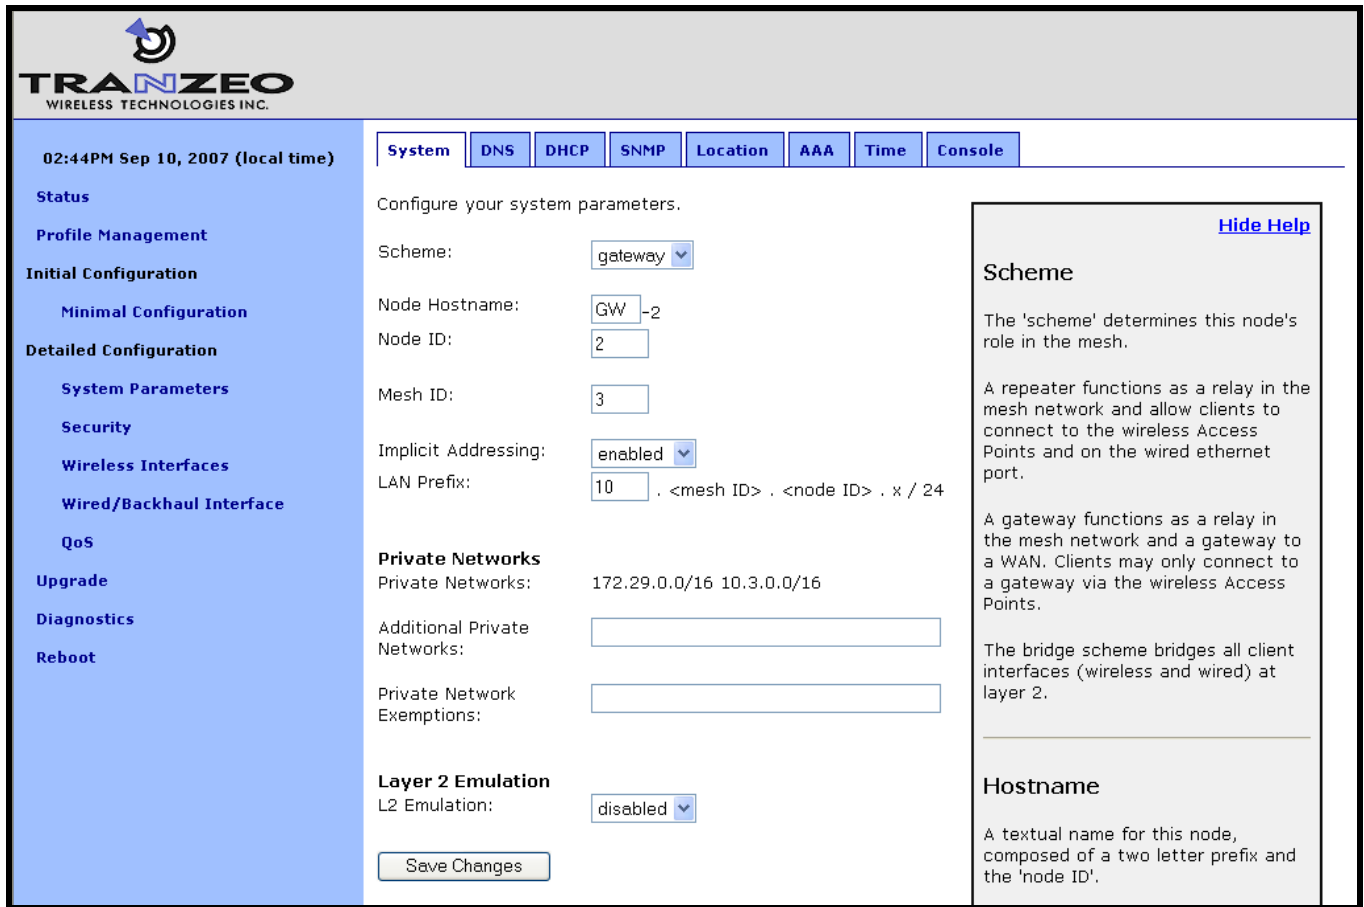 TRANZEO
WIRELESS TECHNOLOGIES INC.
02:44PM Sep 10, 2007 (local time)
Status
Profile Management
Initial Configuration
Minimal Configuration
Detailed Configuration
System Parameters
Security
Wireless Interfaces
Wired/Backhaul Interface
QoS
Upgrade
Diagnostics
Reboot
System DNS DHCP SNMP Location AAA Time Console
Configure your system parameters.
Scheme: gateway
Node Hostname: GW -2
Node ID: 2
Mesh ID: 3
Implicit Addressing: enabled
LAN Prefix: 10 . <mesh ID> . <node ID> . x / 24
Private Networks
Private Networks: 172.29.0.0/16 10.3.0.0/16
Additional Private
Networks:
Private Network
Exemptions:
Layer 2 Emulation
L2 Emulation: disabled
Save Changes
Hide Help
Scheme
The 'scheme' determines this node's
role in the mesh.
A repeater functions as a relay in the
mesh network and allow clients to
connect to the wireless Access
Points and on the wired ethernet
port.
A gateway functions as a relay in
the mesh network and a gateway to
a WAN. Clients may only connect to
a gateway via the wireless Access
Points.
The bridge scheme bridges all client
interfaces (wireless and wired) at
layer 2.
Hostname
A textual name for this node,
composed of a two letter prefix and
the 'node ID'.